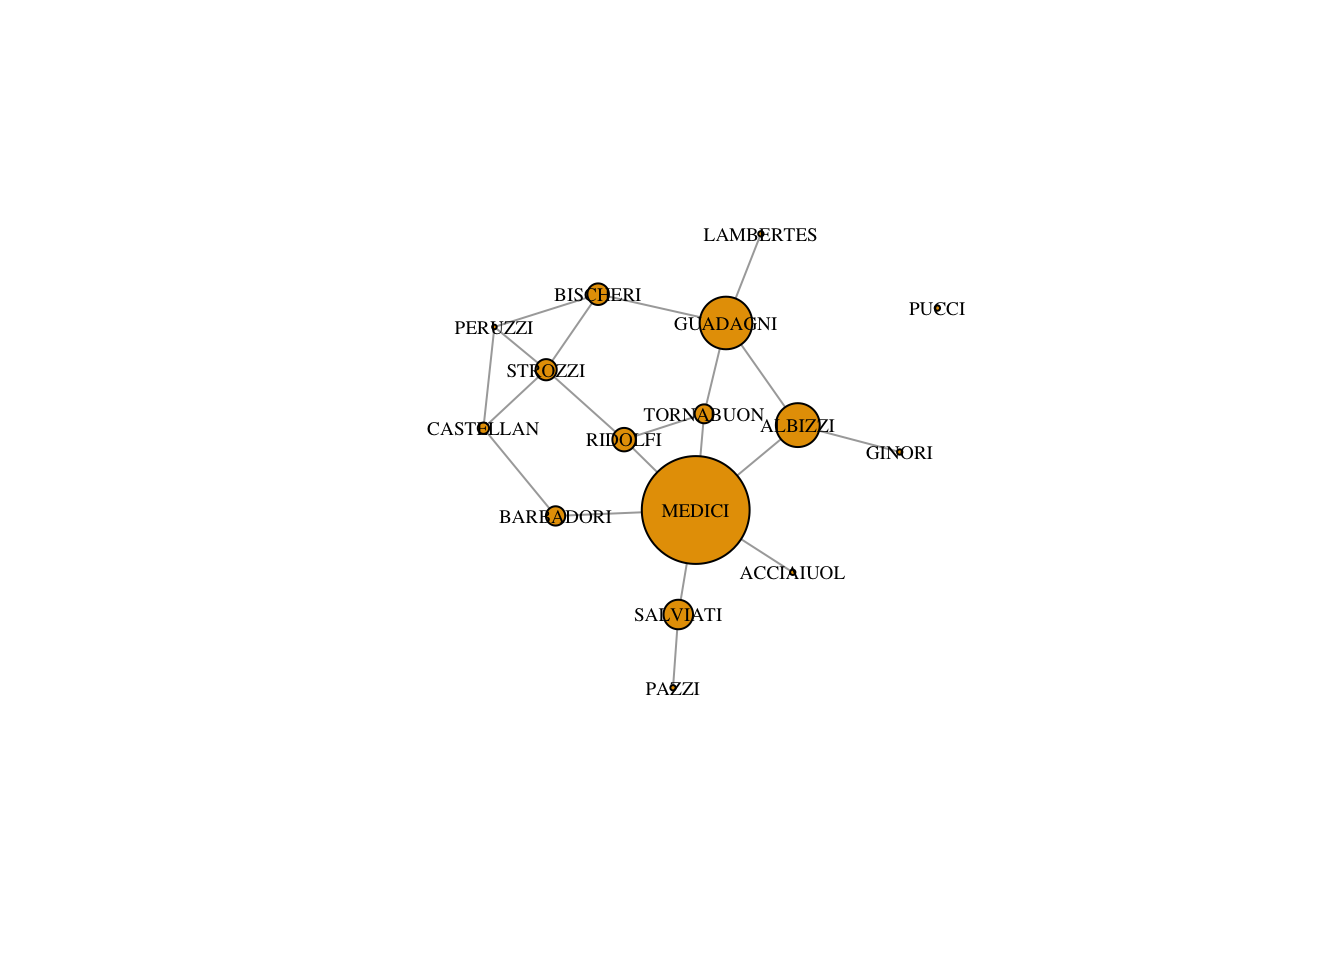 LAMBERTES
BISCHERI
PUCCI
GUADAGNI
PERUZZI
STROZZI
TORNABUON
ALBIZZI
CASTELLAN
RIDOLFI
GINORI
MEDICI
BARBADORI
ACCIAIUOL
SALVIATI
PAZZI